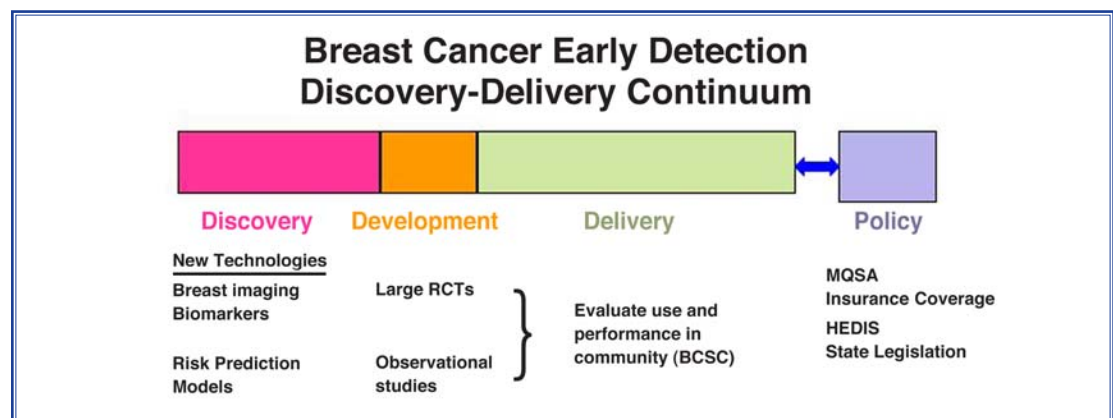 Breast Cancer Early Detection
Discovery-Delivery Continuum
Discovery
Development
Delivery
Policy
New Technologies
Breast imaging
Biomarkers
Risk Prediction
Models
Large RCTs
Observational
studies
Evaluate use and
performance in
community (BCSC)
MQSA
Insurance Coverage
HEDIS
State Legislation